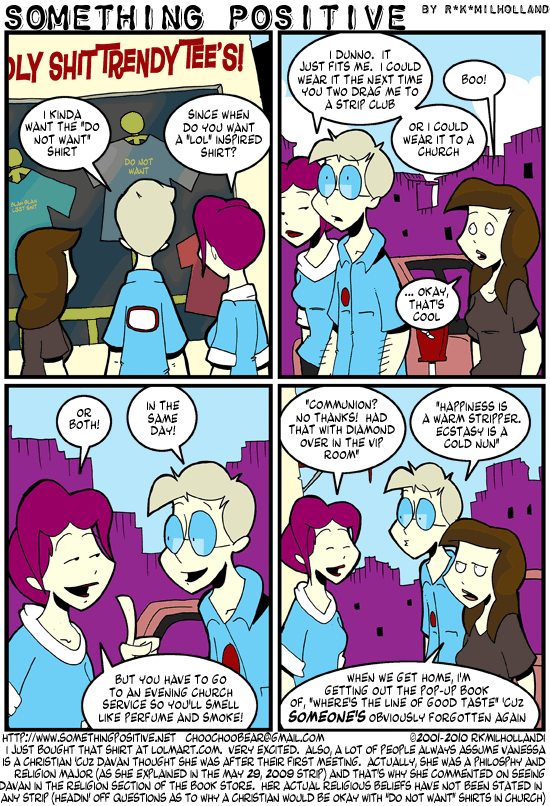 SOMETHING POSITIVE BY R*K*MILHOLLAND
OLY SHIT TRENDY TEE'S!
I KINDA
WANT THE "DO
NOT WANT"
SHIRT
SINCE WHEN
DO YOU WANT
A "LOL" INSPIRED
SHIRT?
DO NOT
WANT
BLAH BLAH
I DUNNO. IT
JUST FITS ME. I COULD
WEAR IT THE NEXT TIME
YOU TWO DRAG ME TO
A STRIP CLUB
BOO!
OR I COULD
WEAR IT TO A
CHURCH
... OKAY,
THAT'S
COOL
OR
BOTH!
IN THE
SAME
DAY!
BUT YOU HAVE TO GO
TO AN EVENING CHURCH
SERVICE SO YOU'LL SMELL
LIKE PERFUME AND SMOKE!
"COMMUNION?
NO THANKS! HAD
THAT WITH DIAMOND
OVER IN THE VIP
ROOM"
"HAPPINESS IS
A WARM STRIPPER.
ECSTASY IS A
COLD NUN"
WHEN WE GET HOME, I'M
GETTING OUT THE POP-UP BOOK
OF, "WHERE'S THE LINE OF GOOD TASTE" 'CUZ
SOMEONE'S OBVIOUSLY FORGOTTEN AGAIN
HTTP://WWW.SOMETHINGPOSITIVE.NET CHOOCHOOBEAR@GMAIL.COM ©2001-2010 RKMILHOLLAND!
I JUST BOUGHT THAT SHIRT AT LOLMART.COM. VERY EXCITED. ALSO, A LOT OF PEOPLE ALWAYS ASSUME VANESSA
IS A CHRISTIAN 'CUZ DAVAN THOUGHT SHE WAS AFTER THEIR FIRST MEETING. ACTUALLY, SHE WAS A PHILOSOPHY AND
RELIGION MAJOR (AS SHE EXPLAINED IN THE MAY 29, 2009 STRIP) AND THAT'S WHY SHE COMMENTED ON SEEING
DAVAN IN THE RELIGION SECTION OF THE BOOK STORE. HER ACTUAL RELIGIOUS BELIEFS HAVE NOT BEEN STATED IN
ANY STRIP (HEADIN' OFF QUESTIONS AS TO WHY A CHRISTIAN WOULD BE OKAY WITH "DO NOT WANT" SHIRTS IN CHURCH)